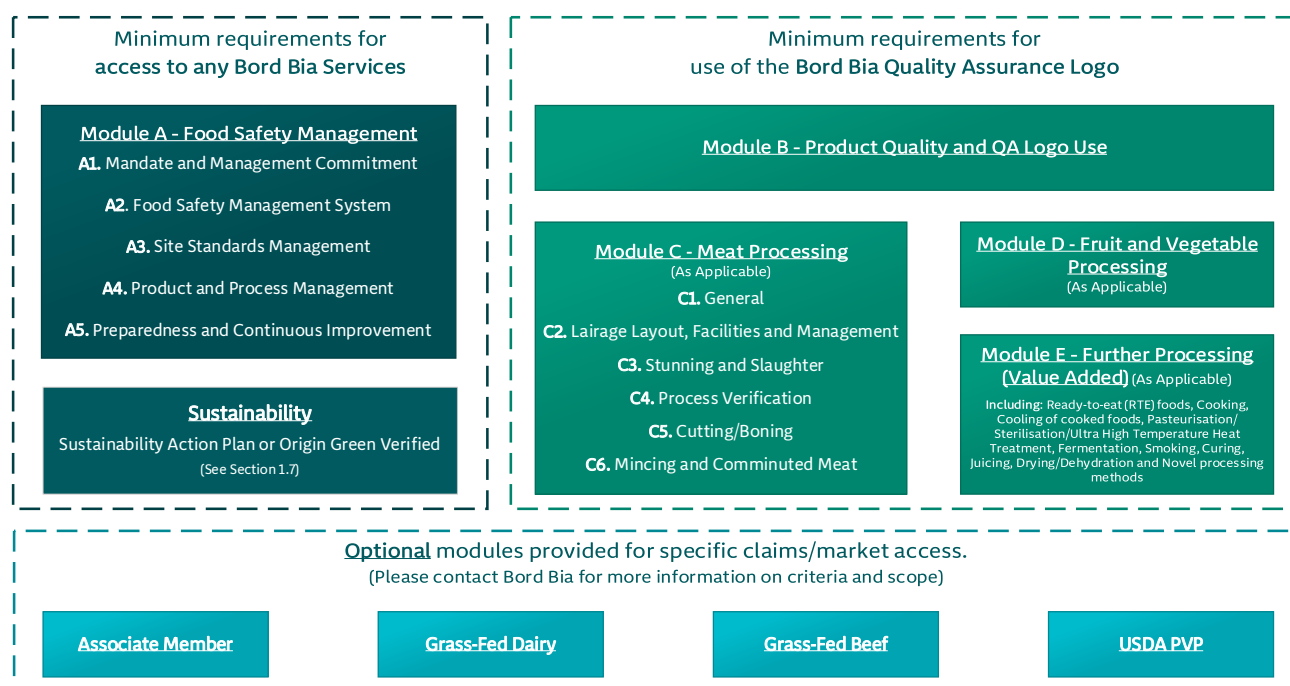 Minimum requirements for
access to any Bord Bia Services
Module A - Food Safety Management
A1. Mandate and Management Commitment
A2. Food Safety Management System
A3. Site Standards Management
A4. Product and Process Management
A5. Preparedness and Continuous Improvement
Sustainability
Sustainability Action Plan or Origin Green Verified
(See Section 1.7)
Minimum requirements for
use of the Bord Bia Quality Assurance Logo
Module B - Product Quality and QA Logo Use
Module C - Meat Processing
(As Applicable)
C1. General
C2. Lairage Layout, Facilities and Management
C3. Stunning and Slaughter
C4. Process Verification
C5. Cutting/Boning
C6. Mincing and Comminuted Meat
Module D - Fruit and Vegetable
Processing
(As Applicable)
Module E - Further Processing
(Value Added) (As Applicable)
Including: Ready-to-eat (RTE) foods, Cooking,
Cooling of cooked foods, Pasteurisation/
Sterilisation/Ultra High Temperature Heat
Treatment, Fermentation, Smoking, Curing,
Juicing, Drying/Dehydration and Novel processing
methods
Optional modules provided for specific claims/market access.
(Please contact Bord Bia for more information on criteria and scope)
Associate Member
Grass-Fed Dairy
Grass-Fed Beef
USDA PVP